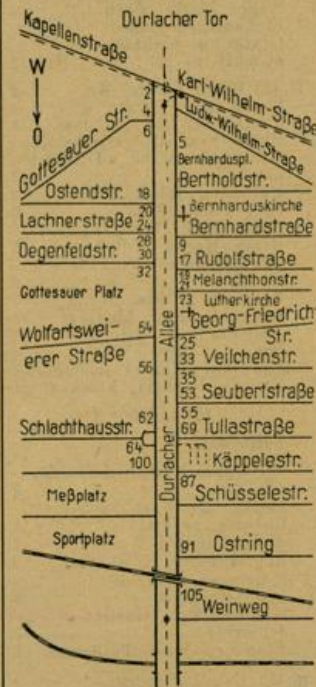 Durlacher Tor
Kapellenstraße
Karl-Wilhelm-Straße
Ludw.-Wilhelm-Straße
W
O
2
4
6
Gottesauer Str.
5
Bernharduspl.
Bertholdstr.
Ostendstr. 18
Bernharduskirche
Bernhardstraße
20
Lachnerstraße 24
9
17 Rudolfstraße
28
Degenfeldstr. 30
32
19
21 Melanchthonstr.
Gottesauer Platz
23 Lutherkirche
Georg-Friedrich
Str.
Wolfartswei- 54
erer Straße
56
25
33 Veilchenstr.
35
53 Seubertstraße
62
Schlachthausstr.
64
100
55
69 Tullastraße
Käppelestr.
Durlacher Allee
Meßplatz
87
Schüsselestr.
Sportplatz
91 Ostring
105
Weinweg